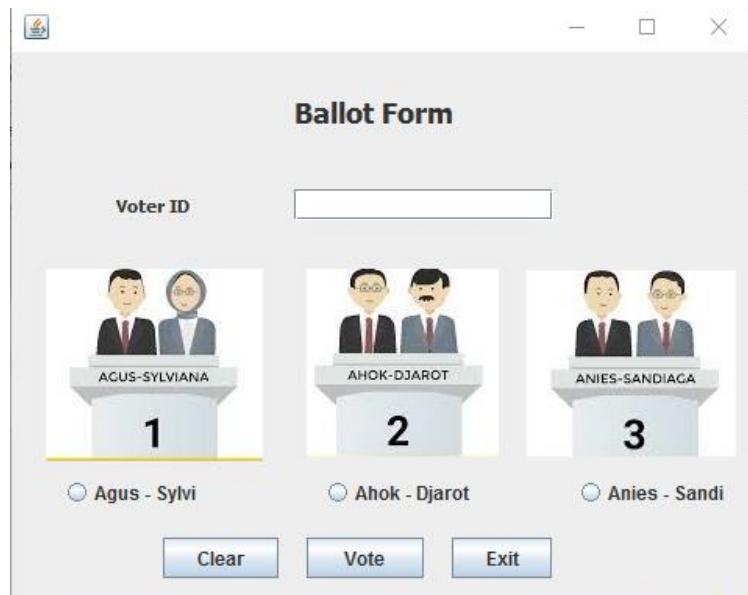 Ballot Form
Voter ID
AGUS-SYLVIANA
AHOK-DJAROT
ANIES-SANDIAGA
1
2
3
Agus - Sylvi
Ahok - Djarot
Anies - Sandi
Clear
Vote
Exit